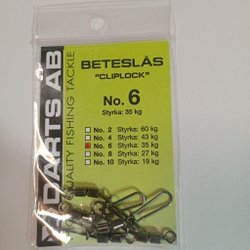 DARTS AB
QUALITY FISHING TACKLE
BETESLÅS
"CLIPLOCK"
No. 6
Styrka: 35 kg
No. 2 Styrka: 60 kg
No. 4 Styrka: 43 kg
No. 6 Styrka: 35 kg
No. 8 Styrka: 27 kg
No. 10 Styrka: 19 kg